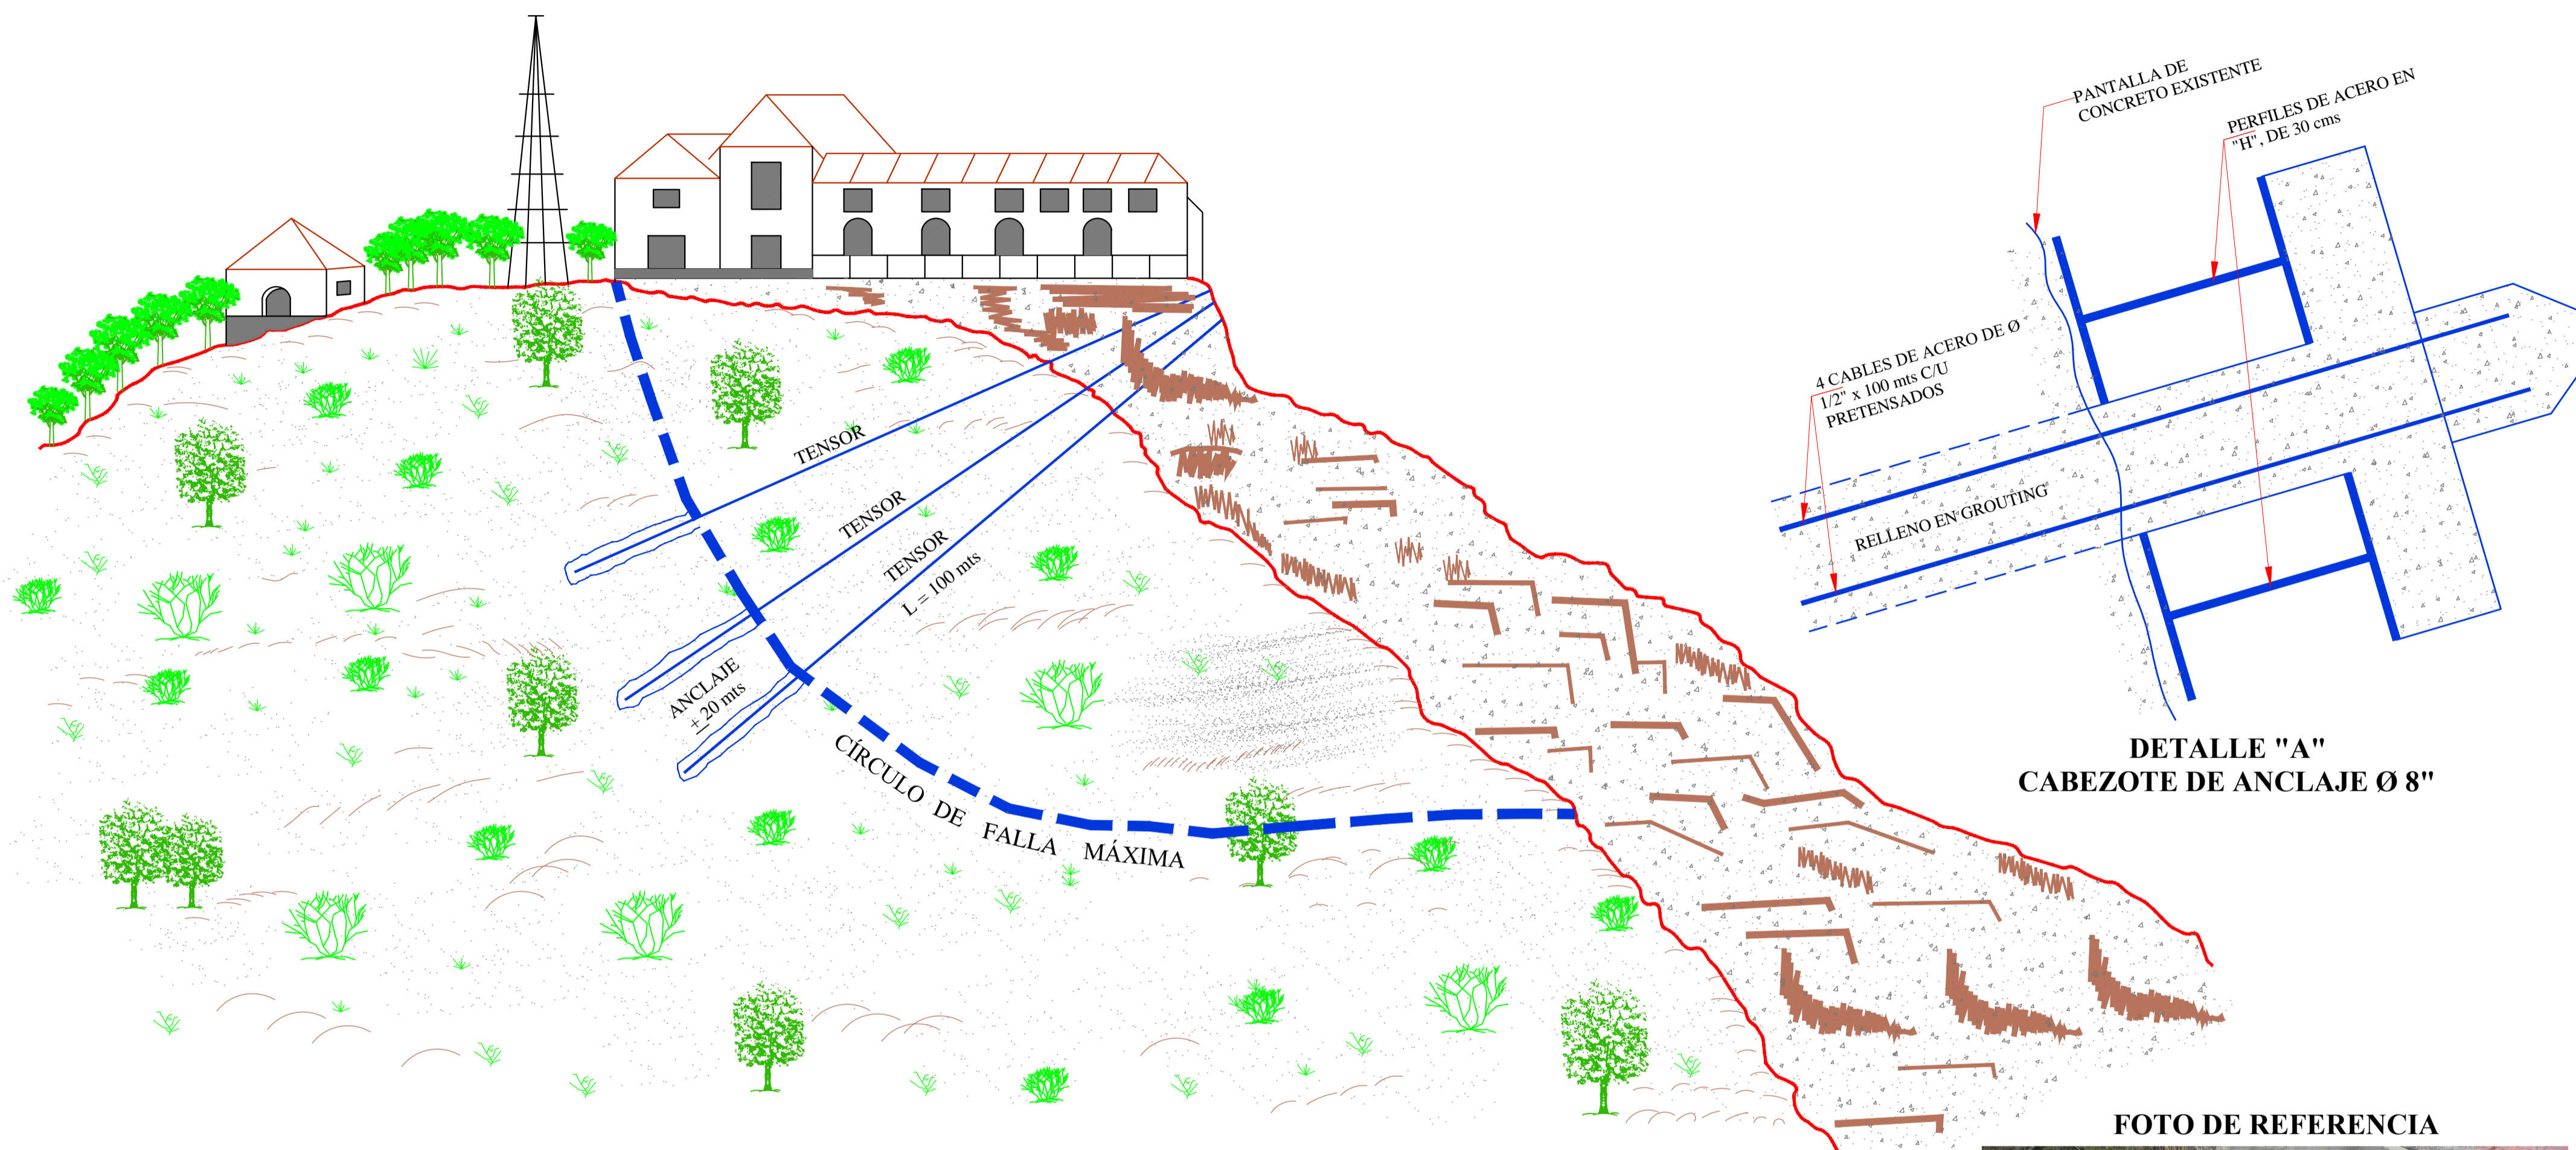 PANTALLA DE
CONCRETO EXISTENTE
PERFILES DE ACERO EN
"H", DE 30 cms
4 CABLES DE ACERO DE Ø
1/2" x 100 mts C/U
PRETENSADOS
RELLENO EN GROUTING
DETALLE "A"
CABEZOTE DE ANCLAJE Ø 8"
TENSOR
TENSOR
TENSOR
L = 100 mts
ANCLAJE
± 20 mts
CÍRCULO DE FALLA MÁXIMA
FOTO DE REFERENCIA